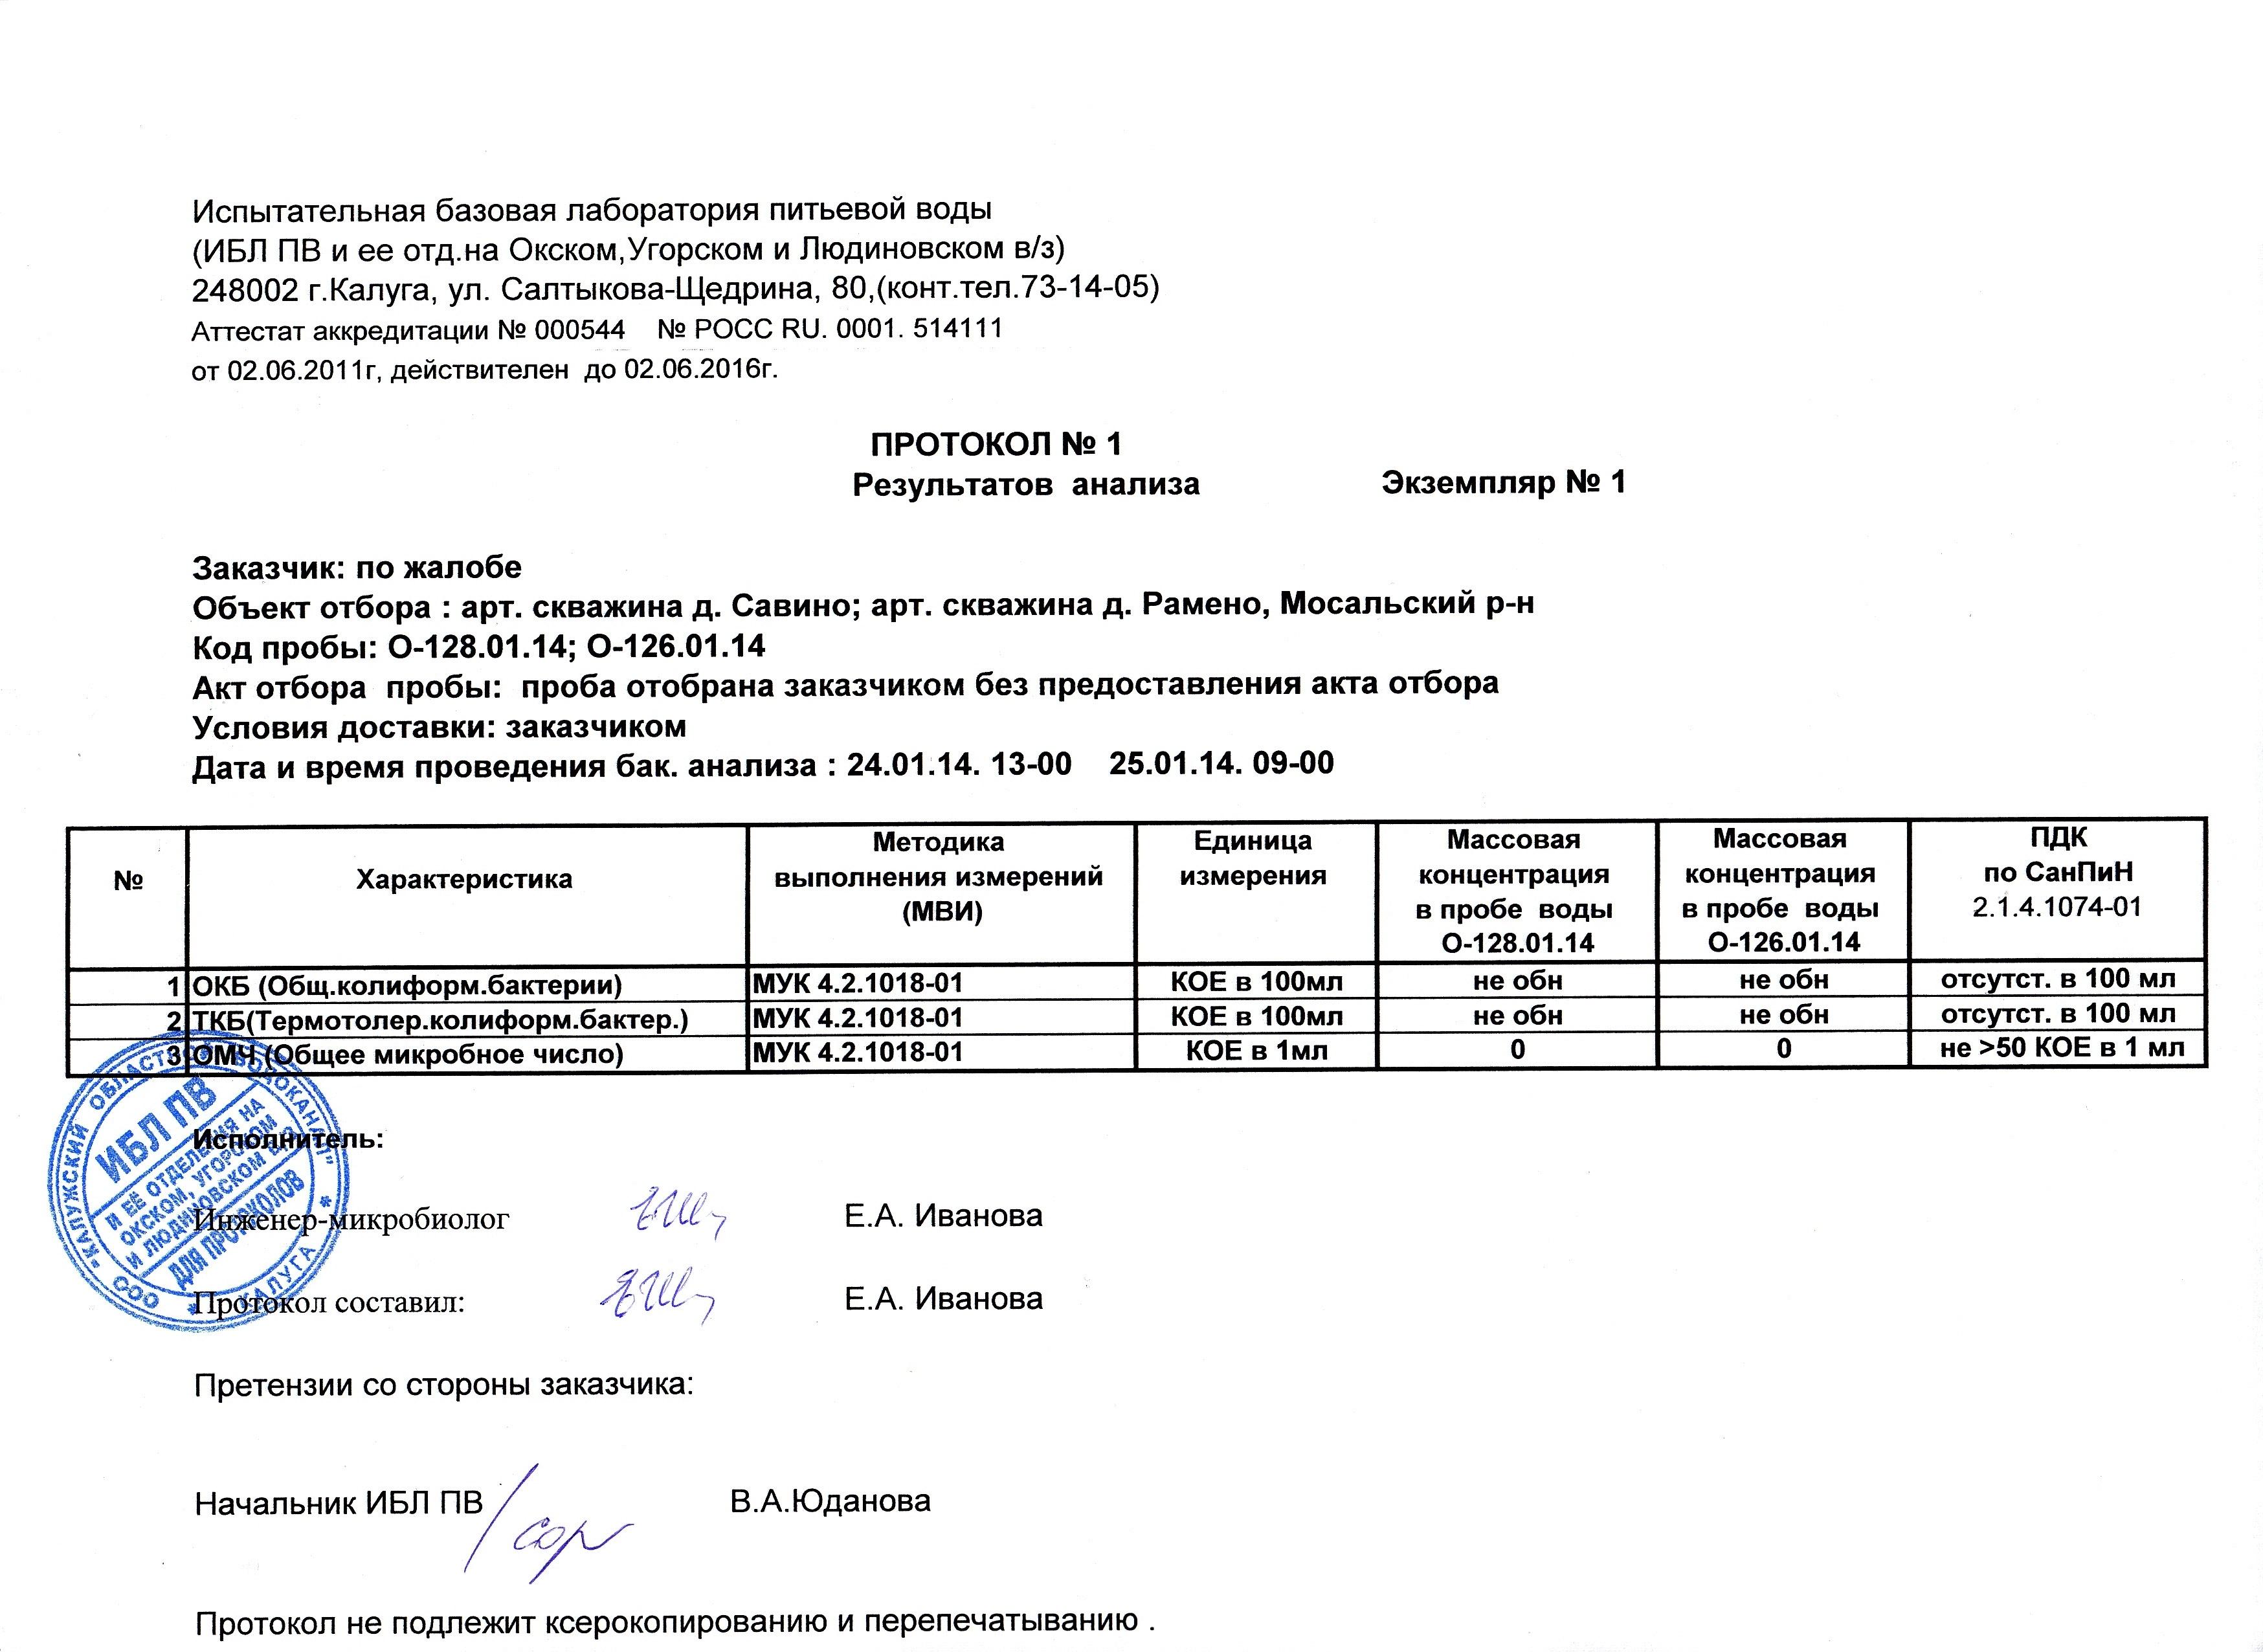 Испытательная базовая лаборатория питьевой воды
(ИБЛ ПВ и ее отд.на Окском,Угорском и Людиновском в/з)
248002 г.Калуга, ул. Салтыкова-Щедрина, 80,(конт.тел.73-14-05)
Аттестат аккредитации № 000544 № РОСС RU. 0001. 514111
от 02.06.2011г, действителен до 02.06.2016г.
ПРОТОКОЛ № 1
Результатов анализа Экземпляр № 1
Заказчик: по жалобе
Объект отбора : арт. скважина д. Савино; арт. скважина д. Рамено, Мосальский р-н
Код пробы: О-128.01.14; О-126.01.14
Акт отбора пробы: проба отобрана заказчиком без предоставления акта отбора
Условия доставки: заказчиком
Дата и время проведения бак. анализа : 24.01.14. 13-00 25.01.14. 09-00
№
Характеристика
Методика
выполнения измерений
(МВИ)
Единица
измерения
Массовая
концентрация
в пробе воды
О-128.01.14
Массовая
концентрация
в пробе воды
О-126.01.14
ПДК
по СанПиН
2.1.4.1074-01
1 ОКБ (Общ.колиформ.бактерии) МУК 4.2.1018-01 КОЕ в 100мл не обн не обн отсутст. в 100 мл
2 ТКБ(Термотолер.колиформ.бактер.) МУК 4.2.1018-01 КОЕ в 100мл не обн не обн отсутст. в 100 мл
3 ОМЧ (Общее микробное число) МУК 4.2.1018-01 КОЕ в 1мл 0 0 не >50 КОЕ в 1 мл
Исполнитель:
Инженер-микробиолог Е.А. Иванова
Протокол составил: Е.А. Иванова
Претензии со стороны заказчика:
Начальник ИБЛ ПВ В.А.Юданова
Протокол не подлежит ксерокопированию и перепечатыванию .
ООО "КАЛУЖСКИЙ ОБЛАСТНОЙ ВОДОКАНАЛ"
* КАЛУГА *
ИБЛ ПВ
И ЕЁ ОТДЕЛЕНИЯ НА
ОКСКОМ, УГОРСКОМ
И ЛЮДИНОВСКОМ В/З
ДЛЯ ПРОТОКОЛОВ